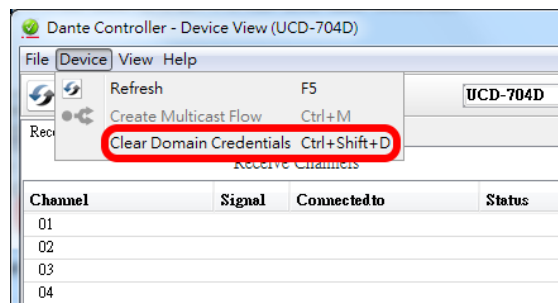 Dante Controller - Device View (UCD-704D)
File Device View Help
Refresh F5
UCD-704D
Create Multicast Flow Ctrl+M
Clear Domain Credentials Ctrl+Shift+D
Receive Channels
Channel Signal Connected to Status
01
02
03
04